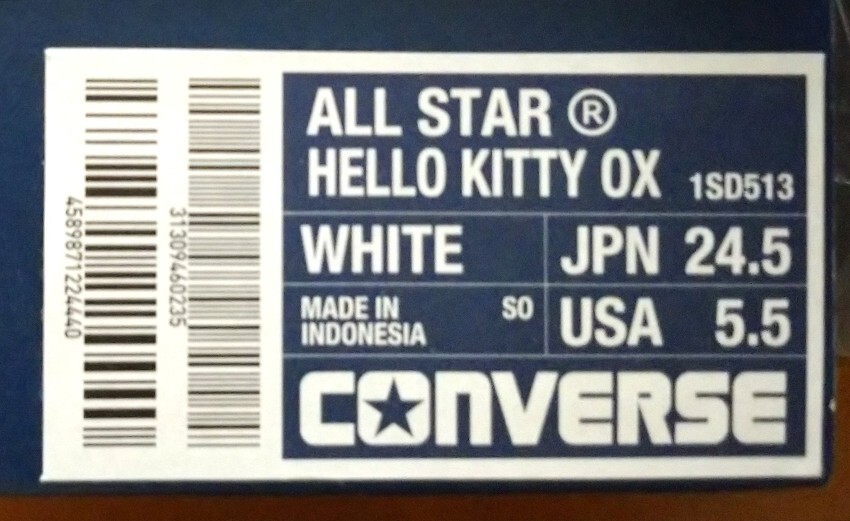 4589871224440
31309460235
ALL STAR ®
HELLO KITTY OX 1SD513
WHITE
JPN 24.5
MADE IN
INDONESIA
SO
USA 5.5
CONVERSE